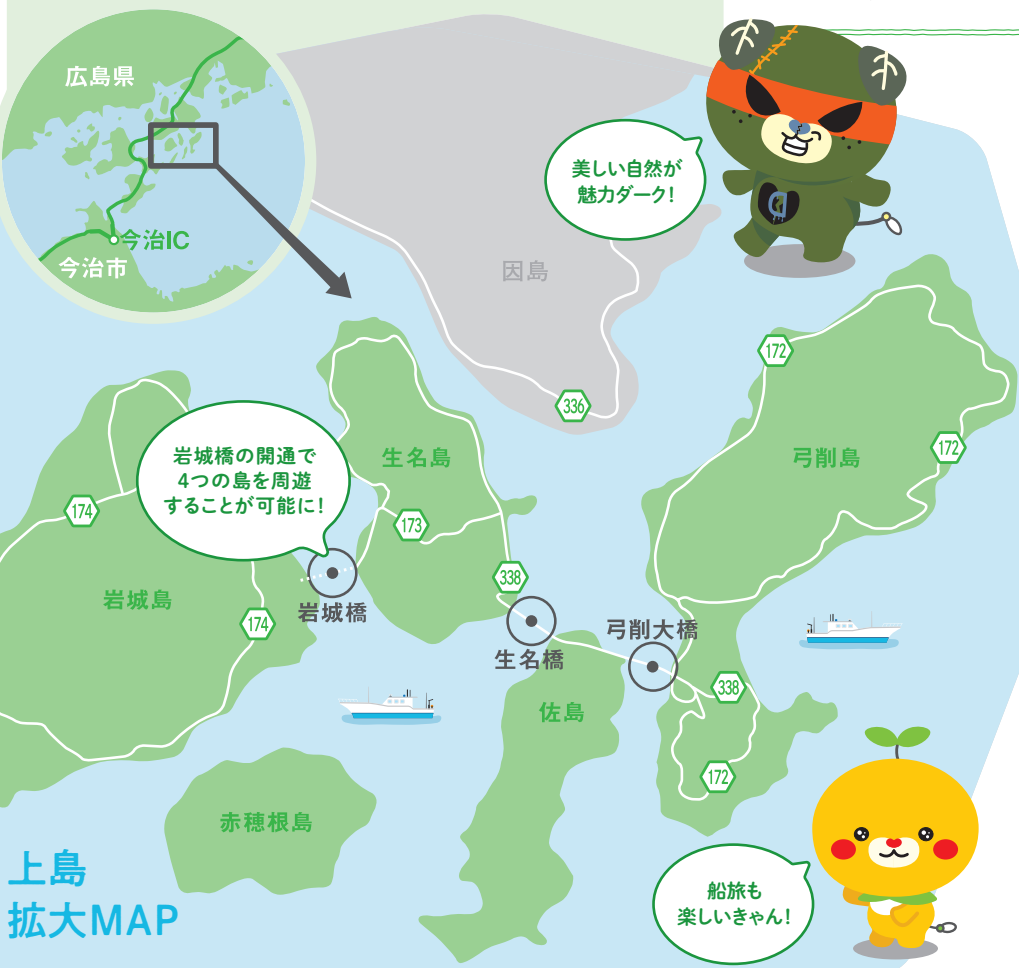 広島県
今治IC
今治市
美しい自然が
魅力ダーク!
因島
336
172
172
弓削島
生名島
岩城橋の開通で
4つの島を周遊
することが可能に!
174
173
岩城島
174
岩城橋
338
生名橋
弓削大橋
338
佐島
172
赤穂根島
上島
拡大MAP
船旅も
楽しいきゃん!